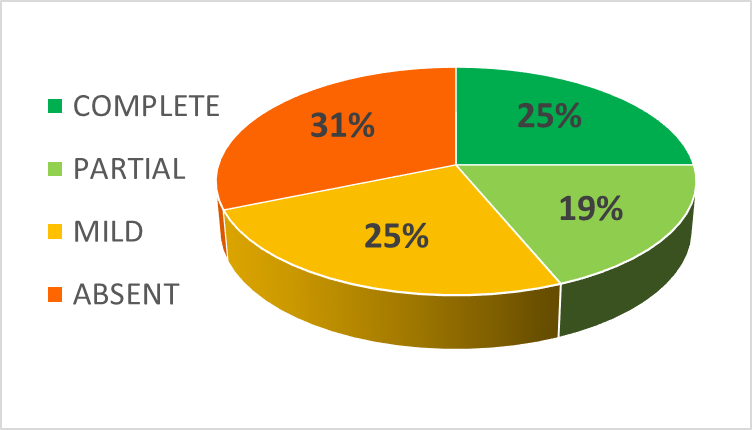 COMPLETE
PARTIAL
MILD
ABSENT
31%
25%
19%
25%